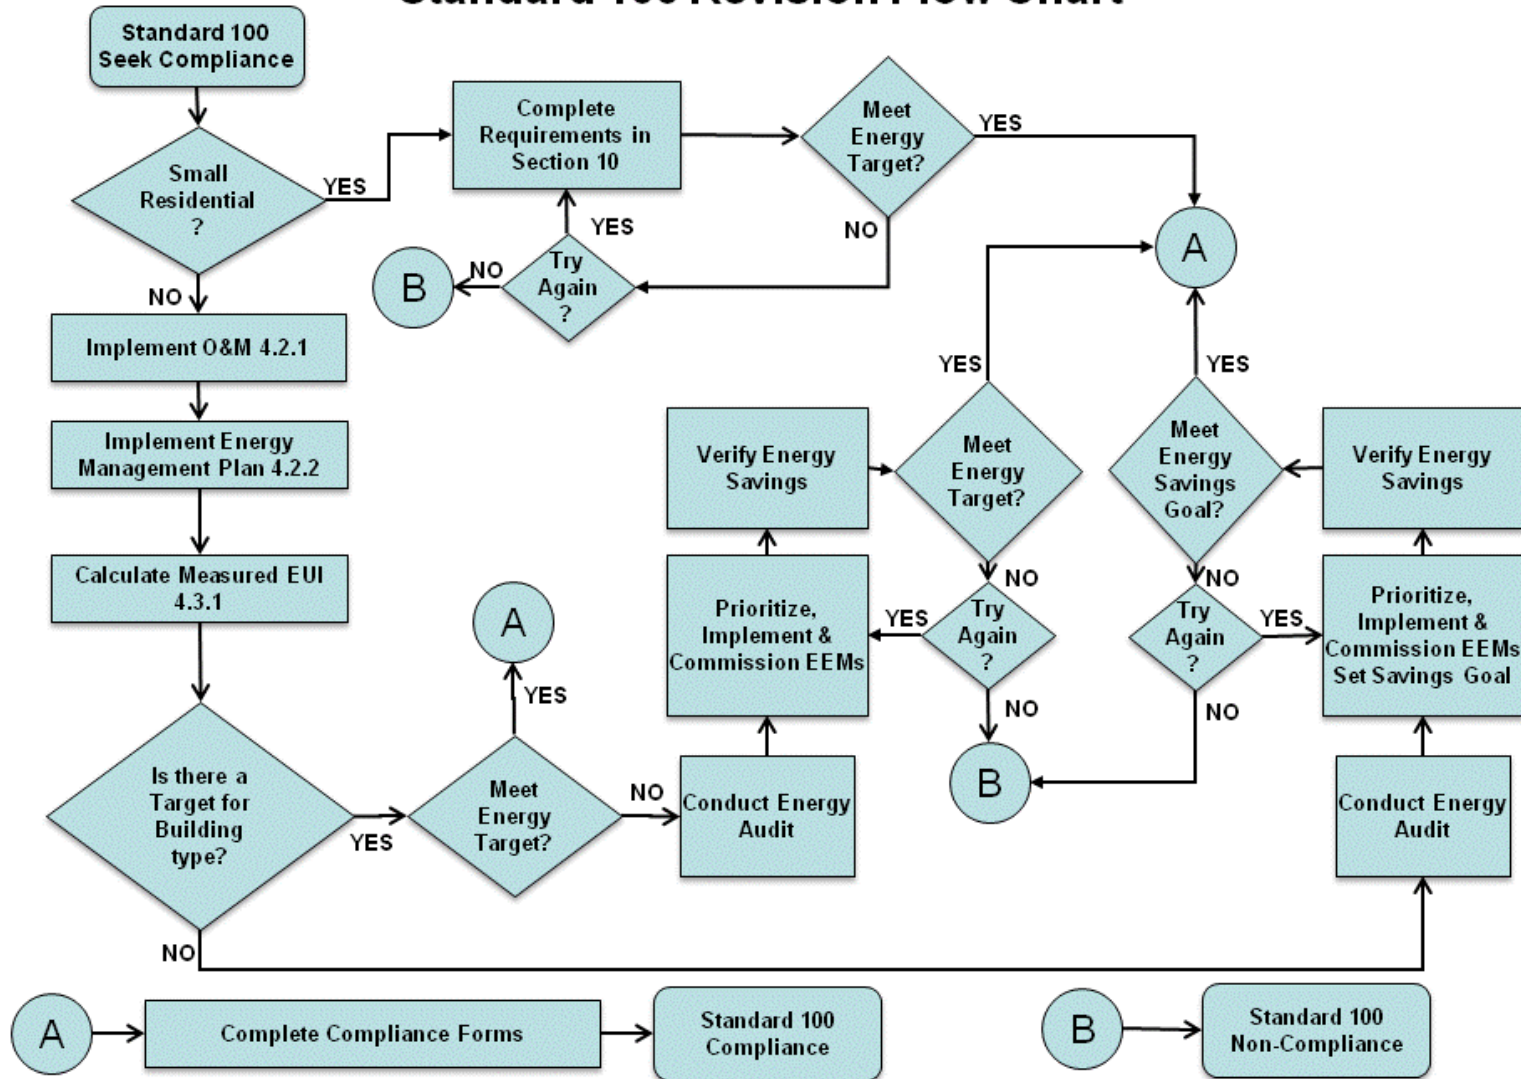 Standard 100 Revision Flow Chart
Standard 100
Seek Compliance
Small
Residential
?
YES
NO
Complete
Requirements in
Section 10
Meet
Energy
Target?
YES
NO
Try
Again
?
YES
NO
B
A
Implement O&M 4.2.1
Implement Energy
Management Plan 4.2.2
Calculate Measured EUI
4.3.1
Is there a
Target for
Building
type?
YES
NO
Meet
Energy
Target?
YES
A
NO
Conduct Energy
Audit
Prioritize,
Implement &
Commission EEMs
Verify Energy
Savings
Meet
Energy
Target?
YES
NO
Try
Again
?
YES
NO
B
Meet
Energy
Savings
Goal?
YES
NO
Try
Again
?
YES
NO
Verify Energy
Savings
Prioritize,
Implement &
Commission EEMs
Set Savings Goal
Conduct Energy
Audit
A
Complete Compliance Forms
Standard 100
Compliance
B
Standard 100
Non-Compliance